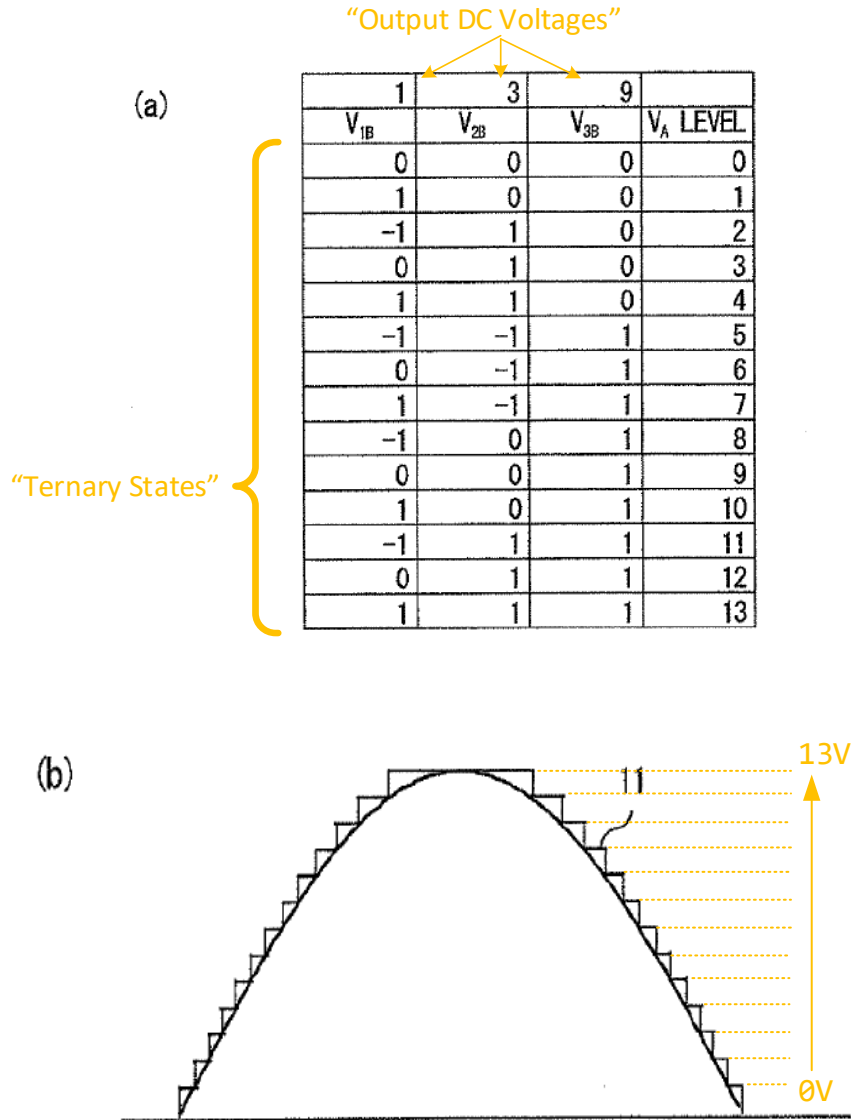 “Output DC Voltages”
(a)
1 3 9
V1B V2B V3B VA LEVEL
0 0 0 0
1 0 0 1
-1 1 0 2
0 1 0 3
1 1 0 4
-1 -1 1 5
0 -1 1 6
1 -1 1 7
-1 0 1 8
“Ternary States”
0 0 1 9
1 0 1 10
-1 1 1 11
0 1 1 12
1 1 1 13
(b)
13V
11
0V